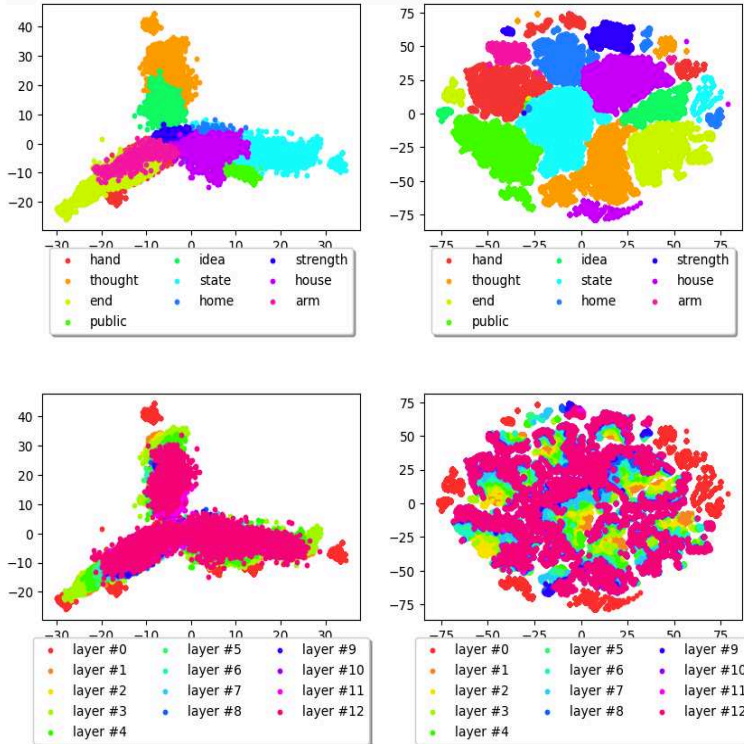 40
30
20
10
0
−10
−20
−30 −20 −10 0 10 20 30
hand idea strength
thought state house
end home arm
public
75
50
25
0
−25
−50
−75
−75 −50 −25 0 25 50 75
hand idea strength
thought state house
end home arm
public
40
30
20
10
0
−10
−20
−30 −20 −10 0 10 20 30
layer #0 layer #5 layer #9
layer #1 layer #6 layer #10
layer #2 layer #7 layer #11
layer #3 layer #8 layer #12
layer #4
75
50
25
0
−25
−50
−75
−75 −50 −25 0 25 50 75
layer #0 layer #5 layer #9
layer #1 layer #6 layer #10
layer #2 layer #7 layer #11
layer #3 layer #8 layer #12
layer #4